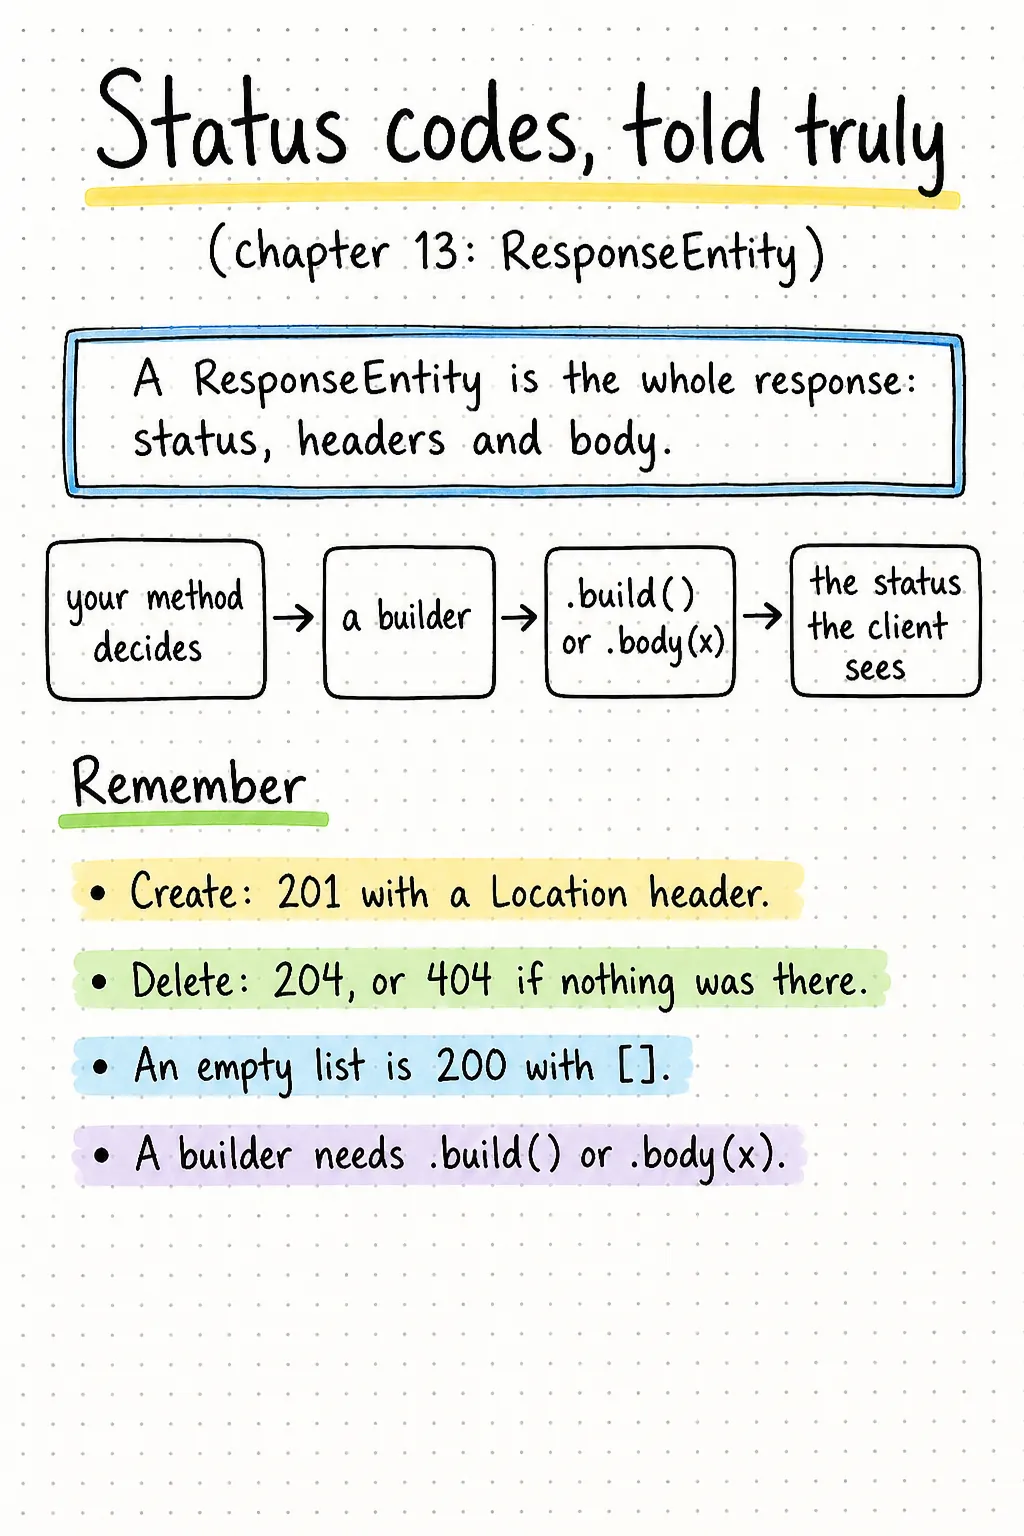 Status codes, told truly
(chapter 13: ResponseEntity)
A ResponseEntity is the whole response:
status, headers and body.
your method
decides
a builder
.build()
or .body(x)
the status
the client
sees
Remember
• Create: 201 with a Location header.
• Delete: 204, or 404 if nothing was there.
• An empty list is 200 with [].
• A builder needs .build() or .body(x).